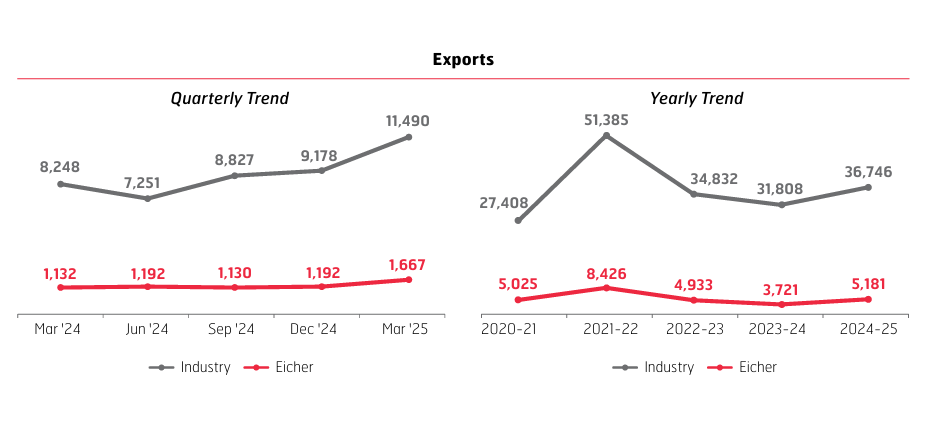 Exports
Quarterly Trend
11,490
8,248
7,251
8,827
9,178
1,132
1,192
1,130
1,192
1,667
Mar '24
Jun '24
Sep '24
Dec '24
Mar '25
Industry
Eicher
Yearly Trend
51,385
27,408
34,832
31,808
36,746
5,025
8,426
4,933
3,721
5,181
2020-21
2021-22
2022-23
2023-24
2024-25
Industry
Eicher